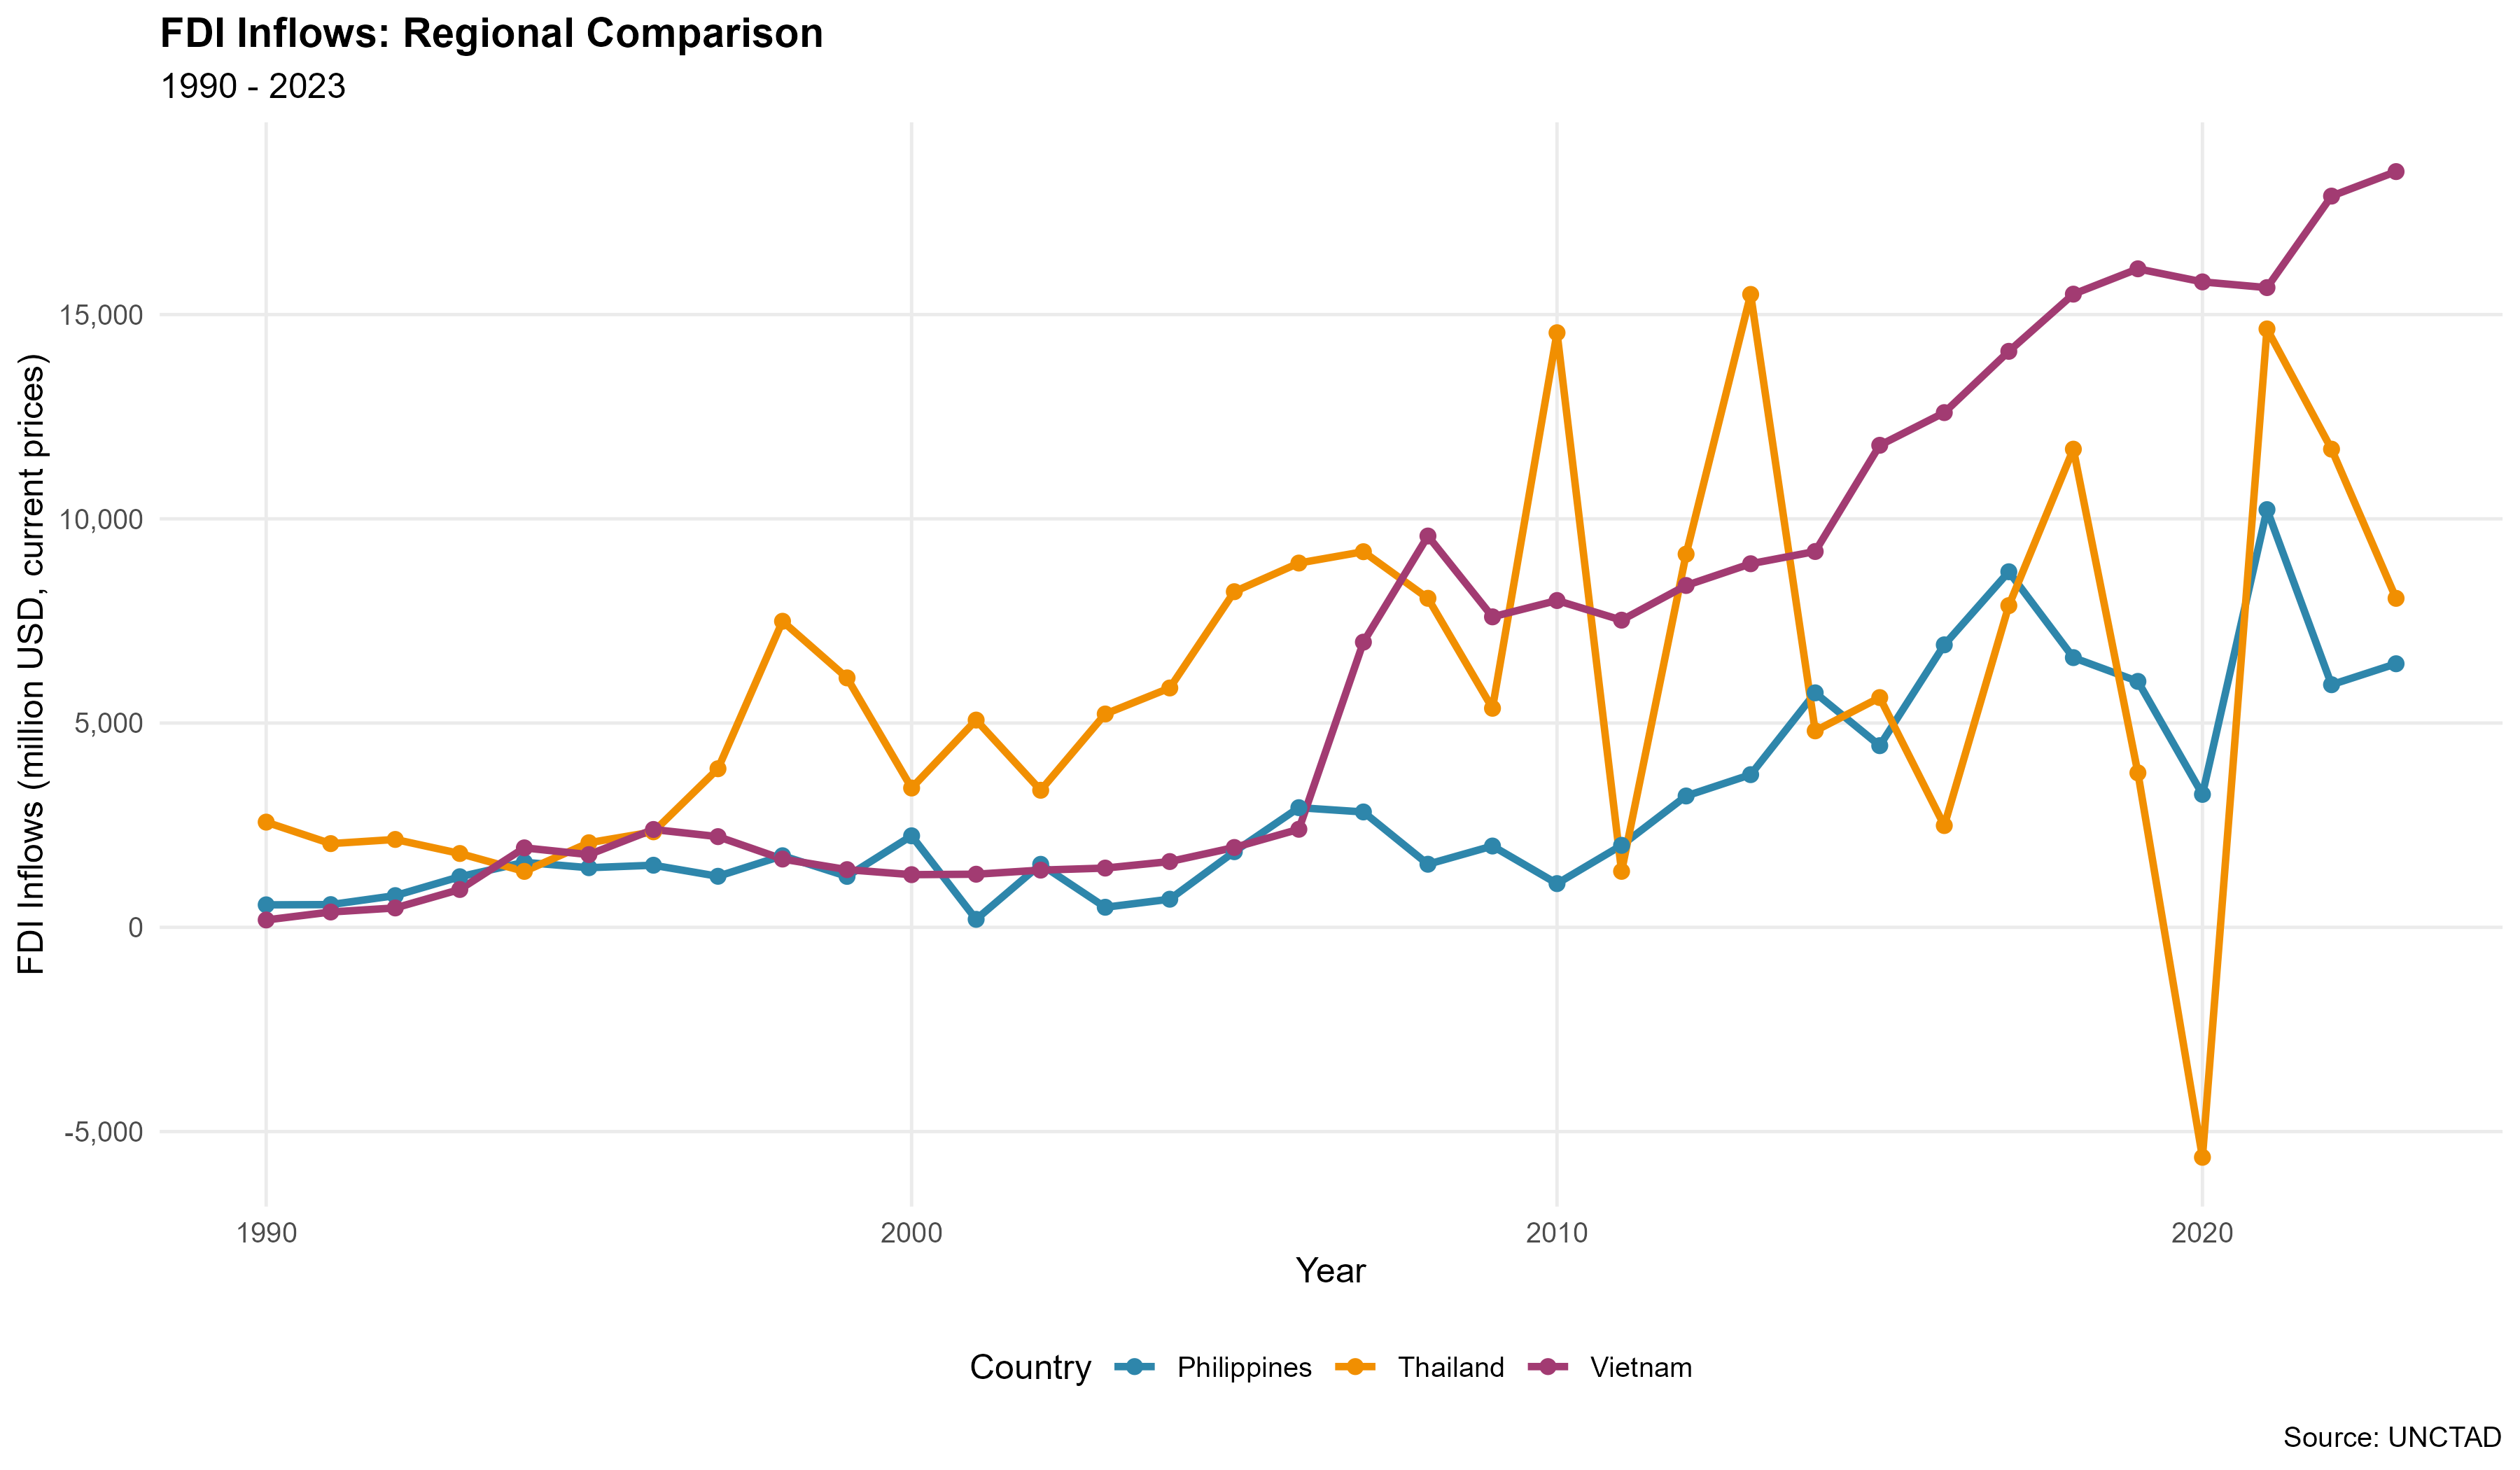 FDI Inflows: Regional Comparison
1990 - 2023
FDI Inflows (million USD, current prices)
15,000
10,000
5,000
0
-5,000
1990 2000 2010 2020
Year
Country Philippines Thailand Vietnam
Source: UNCTAD